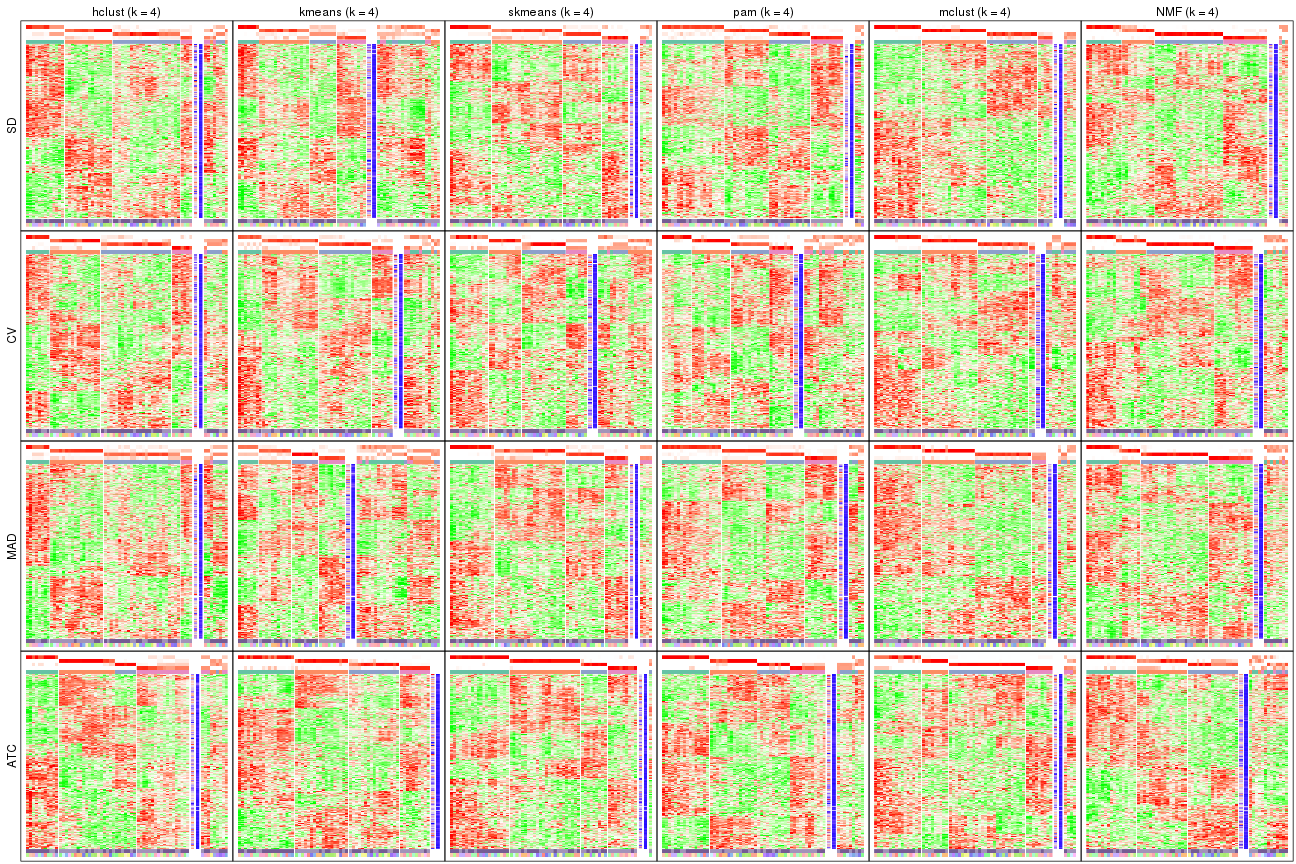 hclust (k = 4) kmeans (k = 4) skmeans (k = 4) pam (k = 4) mclust (k = 4) NMF (k = 4)
SD
CV
MAD
ATC